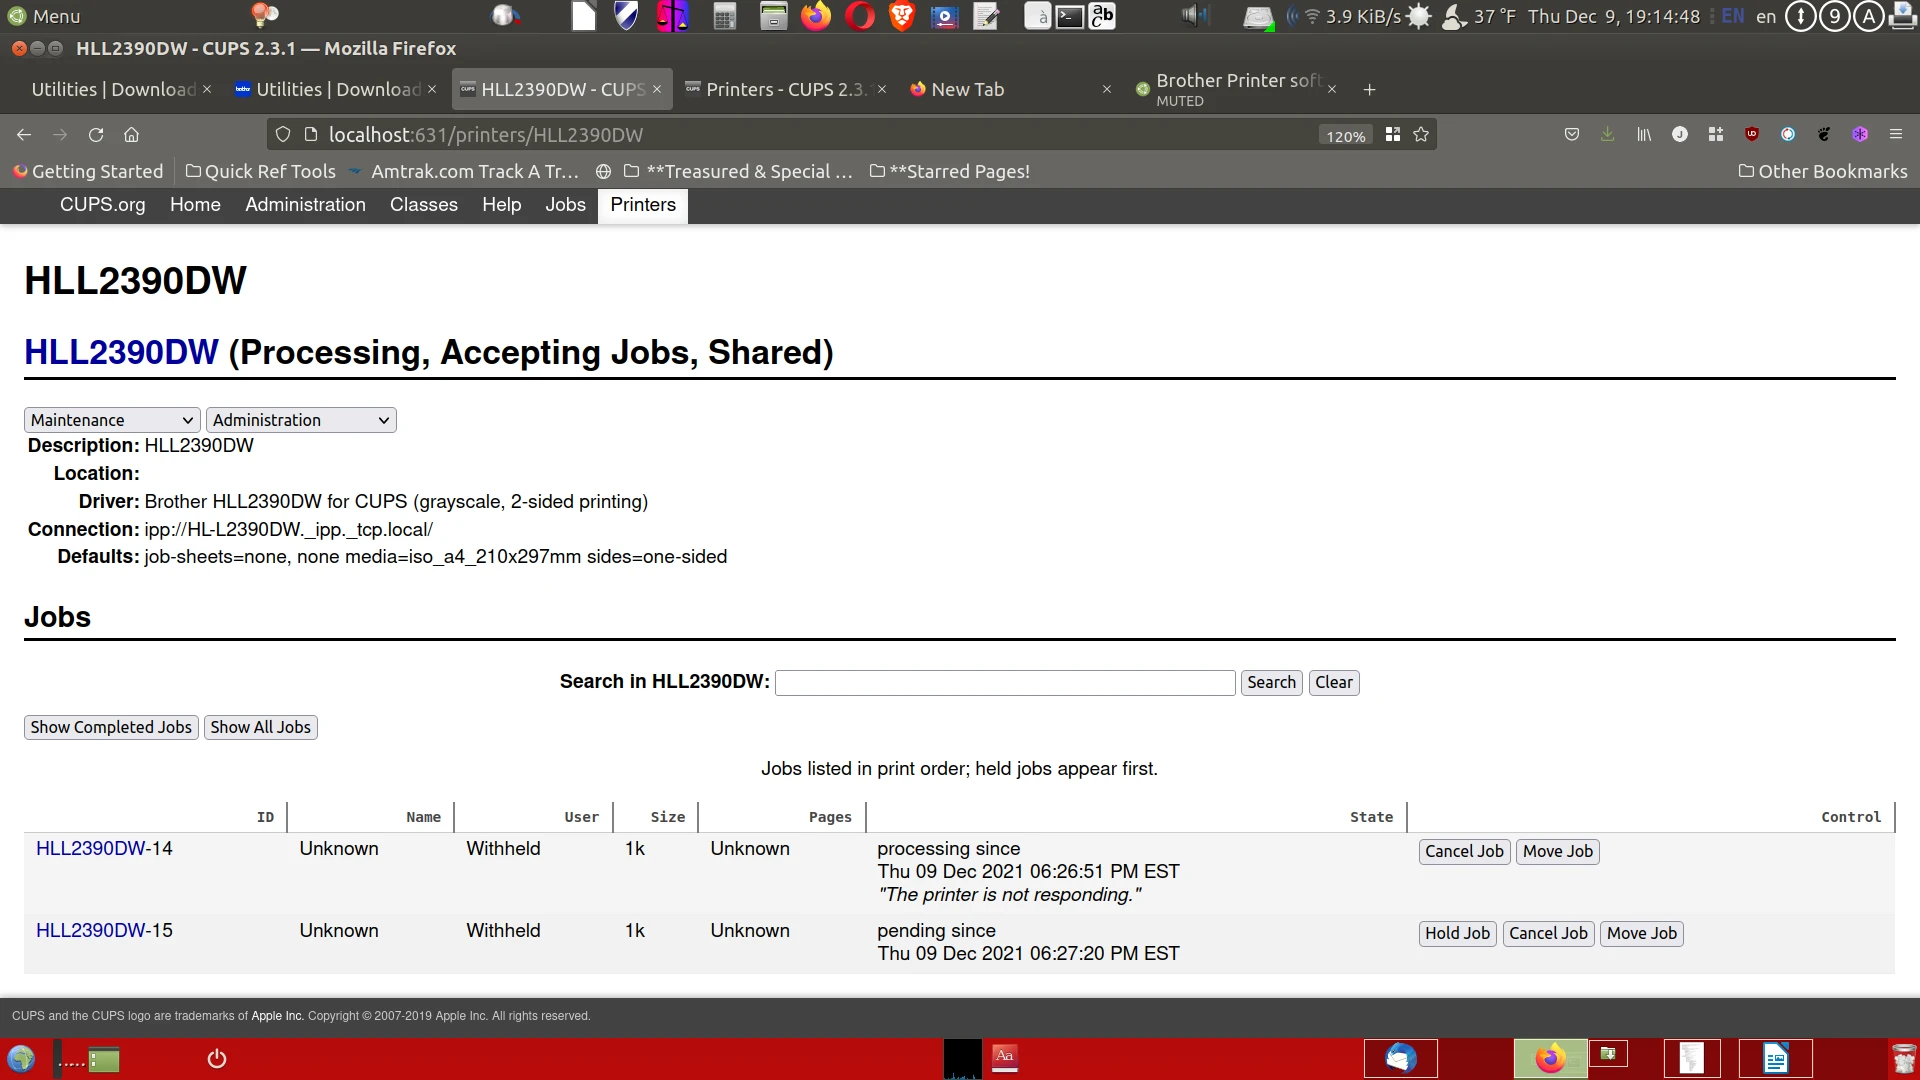 Menu
3.9 KiB/s
37 °F
Thu Dec 9, 19:14:48
EN
en
9
A
HLL2390DW - CUPS 2.3.1 — Mozilla Firefox
Utilities | Download
Utilities | Download
HLL2390DW - CUPS
Printers - CUPS 2.3.
New Tab
Brother Printer soft
MUTED
localhost:631/printers/HLL2390DW
120%
Getting Started
Quick Ref Tools
Amtrak.com Track A Tr...
**Treasured & Special ...
**Starred Pages!
Other Bookmarks
CUPS.org
Home
Administration
Classes
Help
Jobs
Printers
HLL2390DW
HLL2390DW (Processing, Accepting Jobs, Shared)
Maintenance
Administration
Description: HLL2390DW
Location:
Driver: Brother HLL2390DW for CUPS (grayscale, 2-sided printing)
Connection: ipp://HL-L2390DW._ipp._tcp.local/
Defaults: job-sheets=none, none media=iso_a4_210x297mm sides=one-sided
Jobs
Search in HLL2390DW:
Search
Clear
Show Completed Jobs
Show All Jobs
Jobs listed in print order; held jobs appear first.
ID
Name
User
Size
Pages
State
Control
HLL2390DW-14
Unknown
Withheld
1k
Unknown
processing since
Thu 09 Dec 2021 06:26:51 PM EST
"The printer is not responding."
Cancel Job
Move Job
HLL2390DW-15
Unknown
Withheld
1k
Unknown
pending since
Thu 09 Dec 2021 06:27:20 PM EST
Hold Job
Cancel Job
Move Job
CUPS and the CUPS logo are trademarks of Apple Inc. Copyright © 2007-2019 Apple Inc. All rights reserved.
Aa